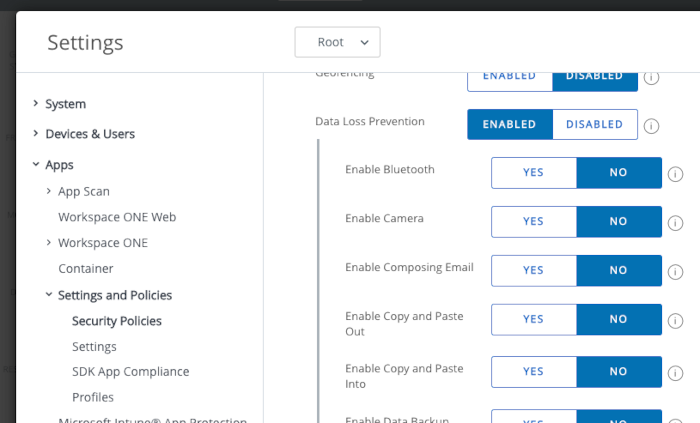 Settings
Root
System
Devices & Users
Apps
App Scan
Workspace ONE Web
Workspace ONE
Container
Settings and Policies
Security Policies
Settings
SDK App Compliance
Profiles
Microsoft Intune® App Protection
Geofencing
ENABLED DISABLED
Data Loss Prevention
ENABLED DISABLED
Enable Bluetooth
YES NO
Enable Camera
YES NO
Enable Composing Email
YES NO
Enable Copy and Paste
Out
YES NO
Enable Copy and Paste
Into
YES NO
Enable Data Backup
YES NO